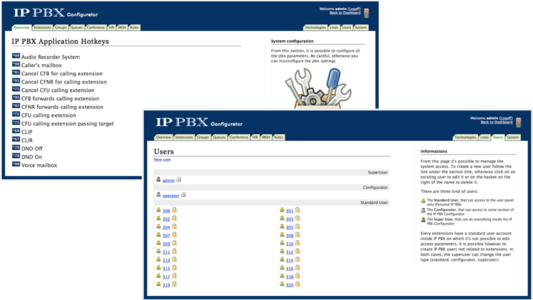 IP PBX Configurator
Welcome admin (Logoff)
Back to Dashboard
Overview Extensions Groups Queues Conference IVR MOH Rules
Technologies Lines Users System
IP PBX Application Hotkeys
Audio Recorder System
Caller's mailbox
Cancel CFB for calling extension
Cancel CFNR for calling extension
Cancel CFU calling extension
CFB forwards calling extension
CFNR forwards calling extension
CFU calling extension
CFU calling extension passing target
CLIP
CLIR
DND Off
DND On
Voice mailbox
System configuration
From this section, it is possible to configure all
the pbx parameters. Be careful, otherwise you
can misconfigure the pbx settings
IP PBX Configurator
Welcome admin (Logoff)
Back to Dashboard
Overview Extensions Groups Queues Conference IVR MOH Rules
Technologies Lines Users System
Users
New user
SuperUser
admin
Configurator
operator
Standard User
300 301
302 303
304 305
307 308
309 310
311 312
313 314
315 316
317 318
319 320
Informations
From this page it's possible to manage the
system access. To create a new user follow the
line under the section title, otherwise click on an
existing user to edit it or on the basket on the
right of the name to delete it.
There are three kind of users:
The Standard User, that can access to the user panel
only (Personal IP PBX)
The Configurator, that can access to some section of
the IP PBX Configurator
The Super User, that can do everything inside the IP
PBX Configurator
Every extensions have a standard user account
inside IP PBX on which it's not possible to edit
access parameters. It is possible however to
create IP PBX users not related to extensions. In
both cases, the superuser can change the user
type (standard, configurator, superuser).